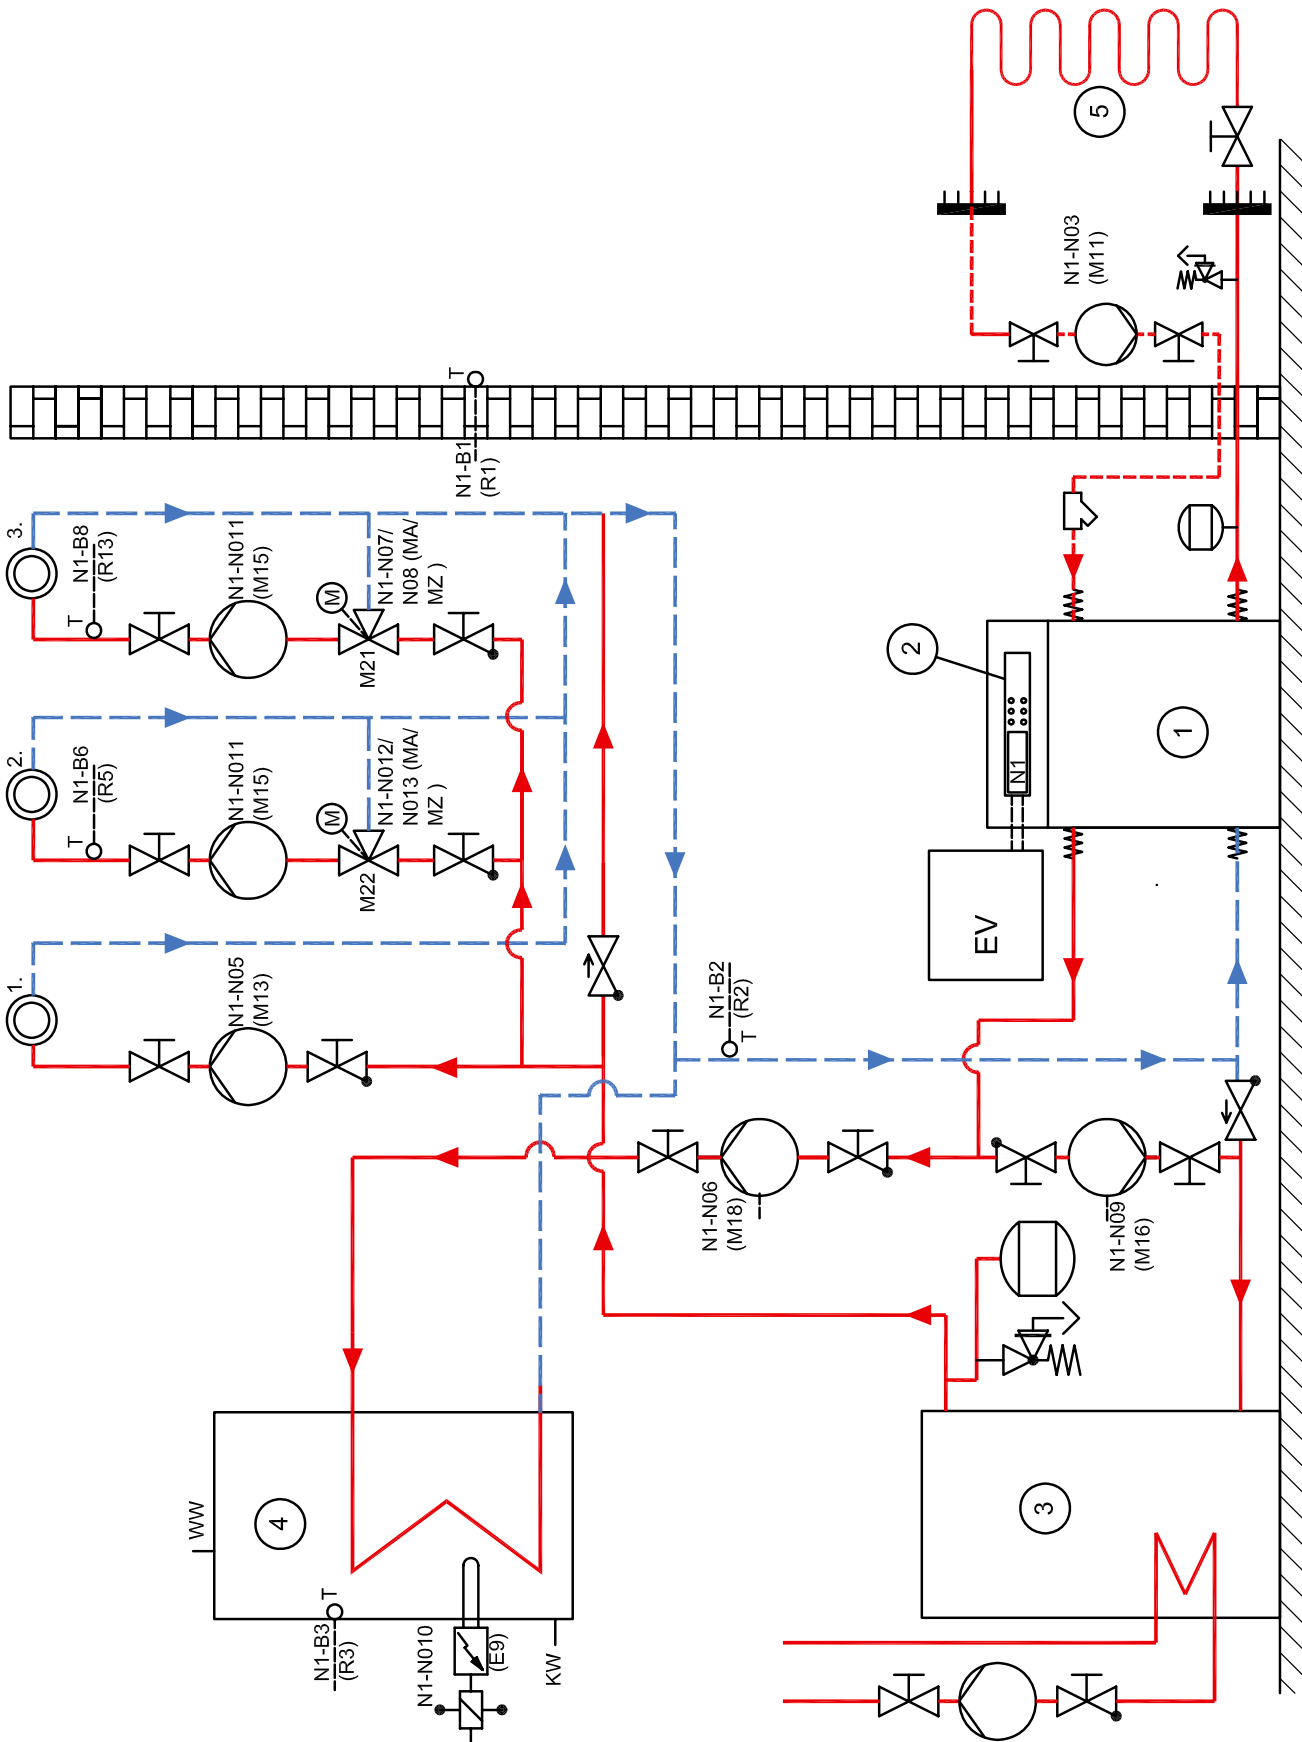 1.
N1-N05
(M13)
2.
T
N1-B6
(R5)
N1-N011
(M15)
M
M22
N1-N012/
N013 (MA/
MZ )
3.
T
N1-B8
(R13)
N1-N011
(M15)
M
M21
N1-N07/
N08 (MA/
MZ )
T
N1-B1
(R1)
WW
4
N1-B3
(R3)
T
N1-N010
(E9)
KW
N1-N06
(M18)
N1-B2
(R2)
T
N1-N09
(M16)
EV
N1
2
1
3
N1-N03
(M11)
5